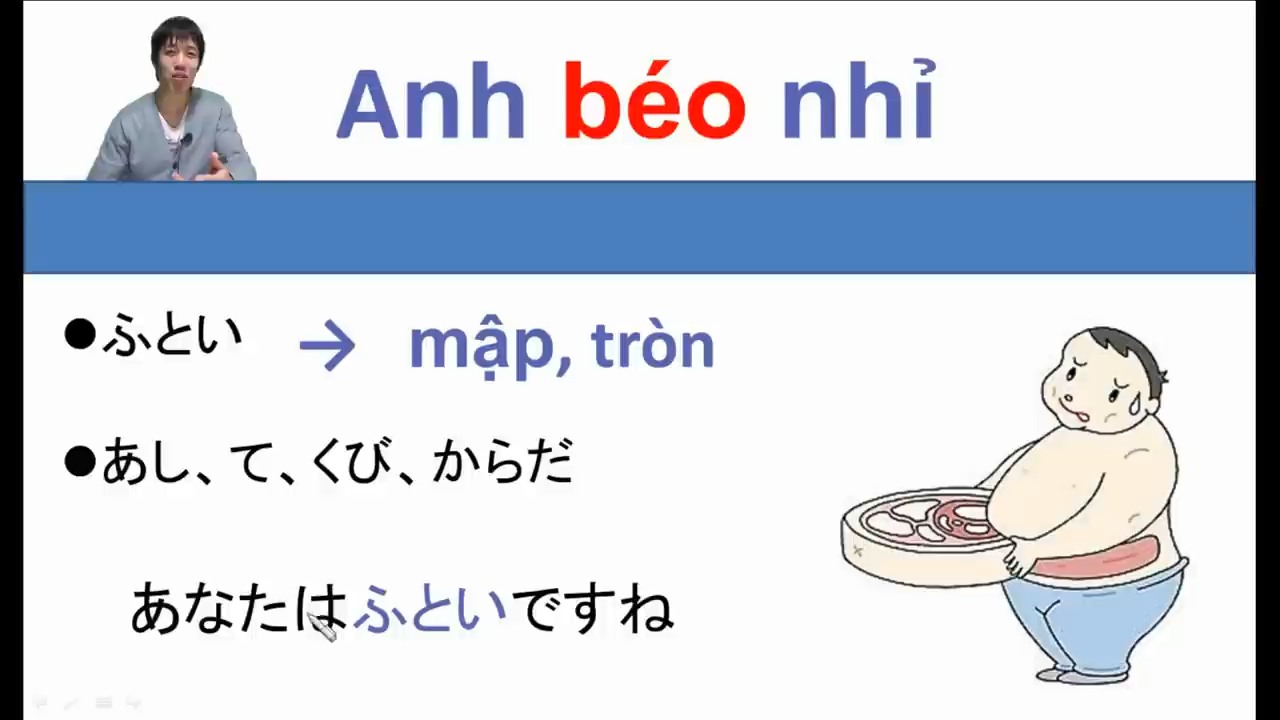 Anh béo nhỉ
●ふとい → mập, tròn
●あし、て、くび、からだ
あなたはふといですね